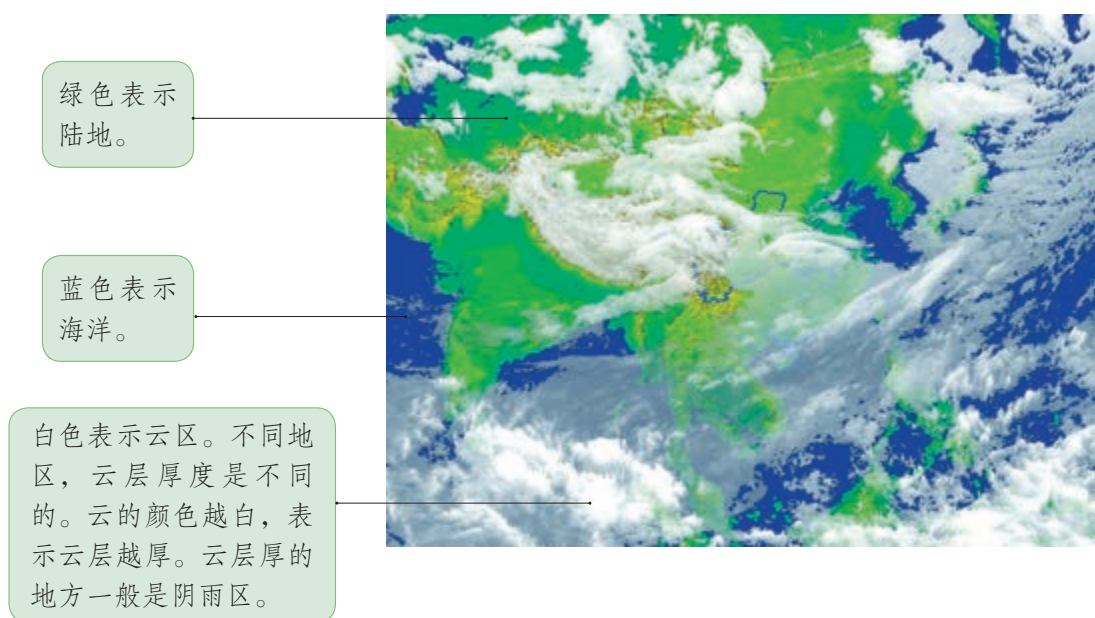 绿色表示
陆地。
蓝色表示
海洋。
白色表示云区。不同地
区，云层厚度是不同
的。云的颜色越白，表
示云层越厚。云层厚的
地方一般是阴雨区。